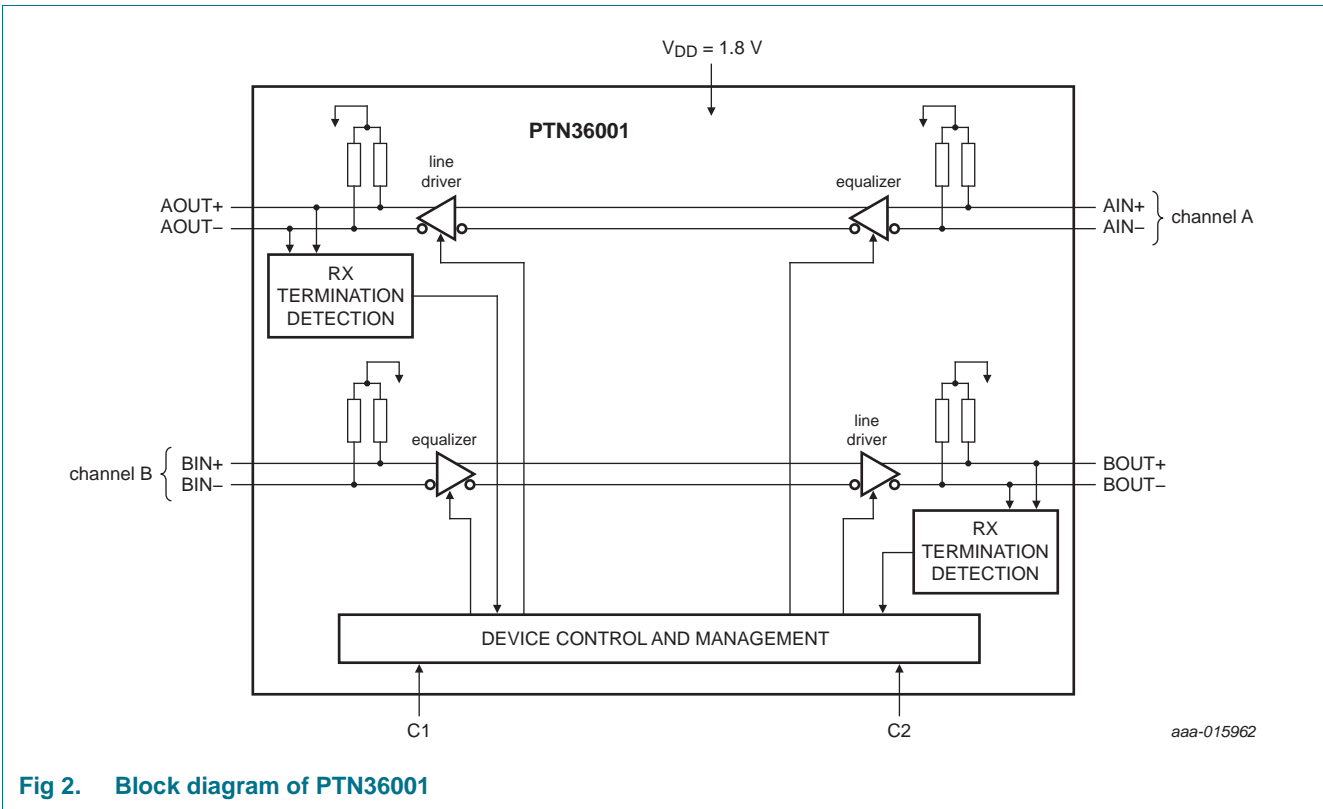 VDD = 1.8 V
PTN36001
line
driver
equalizer
AOUT+
AOUT−
AIN+
AIN−
channel A
RX
TERMINATION
DETECTION
equalizer
line
driver
channel B
BIN+
BIN−
BOUT+
BOUT−
RX
TERMINATION
DETECTION
DEVICE CONTROL AND MANAGEMENT
C1
C2
aaa-015962
Fig 2. Block diagram of PTN36001